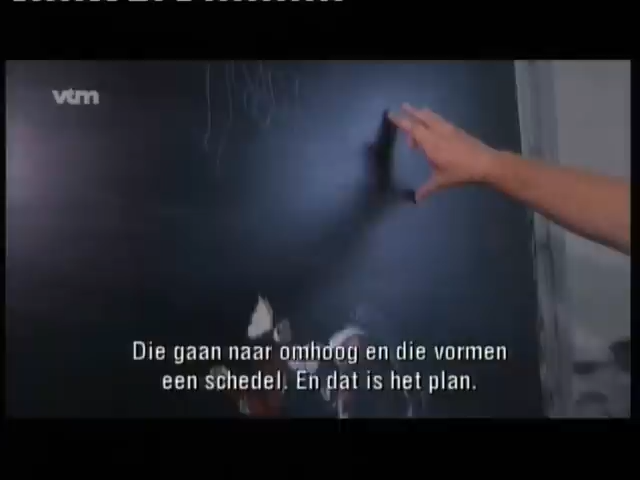 vtm
Die gaan naar omhoog en die vormen
een schedel. En dat is het plan.